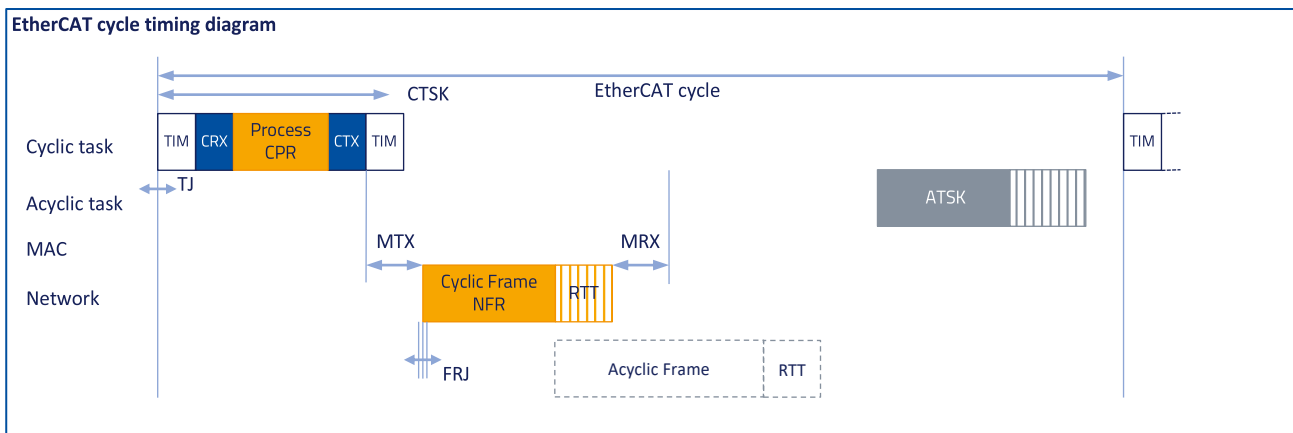 EtherCAT cycle timing diagram
EtherCAT cycle
CTSK
Cyclic task
TIM
CRX
Process
CPR
CTX
TIM
TIM
TJ
Acyclic task
ATSK
MAC
MTX
MRX
Network
Cyclic Frame
NFR
RTT
FRJ
Acyclic Frame
RTT